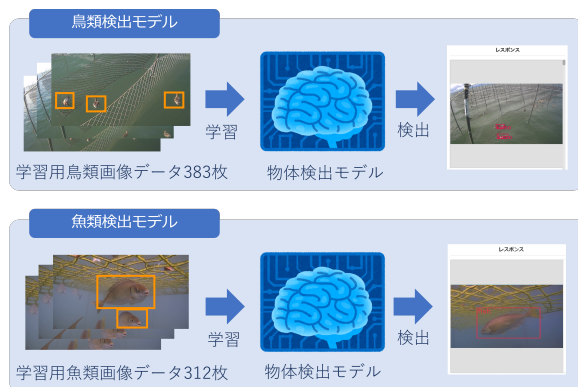 鳥類検出モデル
レスポンス
学習
検出
学習用鳥類画像データ383枚
物体検出モデル
魚類検出モデル
レスポンス
学習
検出
学習用魚類画像データ312枚
物体検出モデル